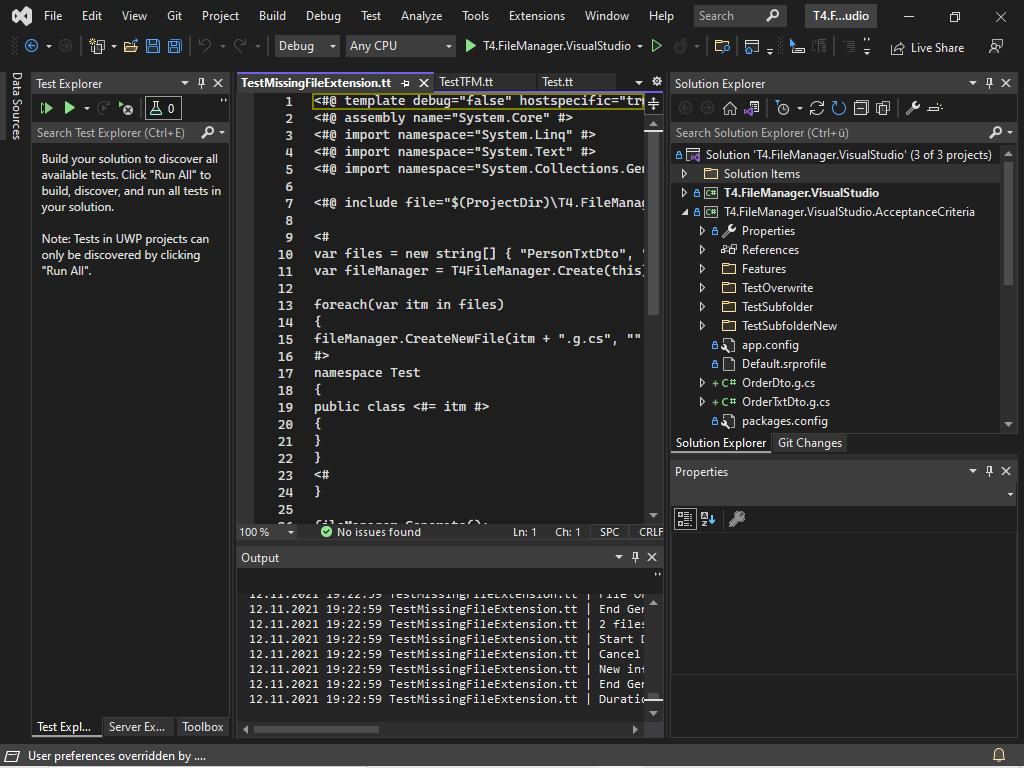 File Edit View Git Project Build Debug Test Analyze Tools Extensions Window Help Search T4.F...udio
Debug Any CPU T4.FileManager.VisualStudio Live Share
Data Sources
Test Explorer
0
Search Test Explorer (Ctrl+E)
Build your solution to discover all
available tests. Click "Run All" to
build, discover, and run all tests in
your solution.
Note: Tests in UWP projects can
only be discovered by clicking
"Run All".
Test Expl... Server Ex... Toolbox
TestMissingFileExtension.tt TestTFM.tt Test.tt
1 <#@ template debug="false" hostspecific="tr
2 <#@ assembly name="System.Core" #>
3 <#@ import namespace="System.Linq" #>
4 <#@ import namespace="System.Text" #>
5 <#@ import namespace="System.Collections.Gen
6
7 <#@ include file="$(ProjectDir)\T4.FileMana
8
9 <#
10 var files = new string[] { "PersonTxtDto",
11 var fileManager = T4FileManager.Create(this)
12
13 foreach(var itm in files)
14 {
15 fileManager.CreateNewFile(itm + ".g.cs", ""
16 #>
17 namespace Test
18 {
19 public class <#= itm #>
20 {
21 }
22 }
23 <#
24 }
25
100 % No issues found Ln: 1 Ch: 1 SPC CRLF
Output
12.11.2021 19:22:59 TestMissingFileExtension.tt | File
12.11.2021 19:22:59 TestMissingFileExtension.tt | End Gen
12.11.2021 19:22:59 TestMissingFileExtension.tt | 2 files
12.11.2021 19:22:59 TestMissingFileExtension.tt | Start D
12.11.2021 19:22:59 TestMissingFileExtension.tt | Cancel
12.11.2021 19:22:59 TestMissingFileExtension.tt | New in
12.11.2021 19:22:59 TestMissingFileExtension.tt | End Gen
12.11.2021 19:22:59 TestMissingFileExtension.tt | Duratio
Solution Explorer
Search Solution Explorer (Ctrl+ü)
Solution 'T4.FileManager.VisualStudio' (3 of 3 projects)
Solution Items
C# T4.FileManager.VisualStudio
C# T4.FileManager.VisualStudio.AcceptanceCriteria
Properties
References
Features
TestOverwrite
TestSubfolder
TestSubfolderNew
app.config
Default.srprofile
+ C# OrderDto.g.cs
+ C# OrderTxtDto.g.cs
packages.config
Solution Explorer Git Changes
Properties
User preferences overridden by ....